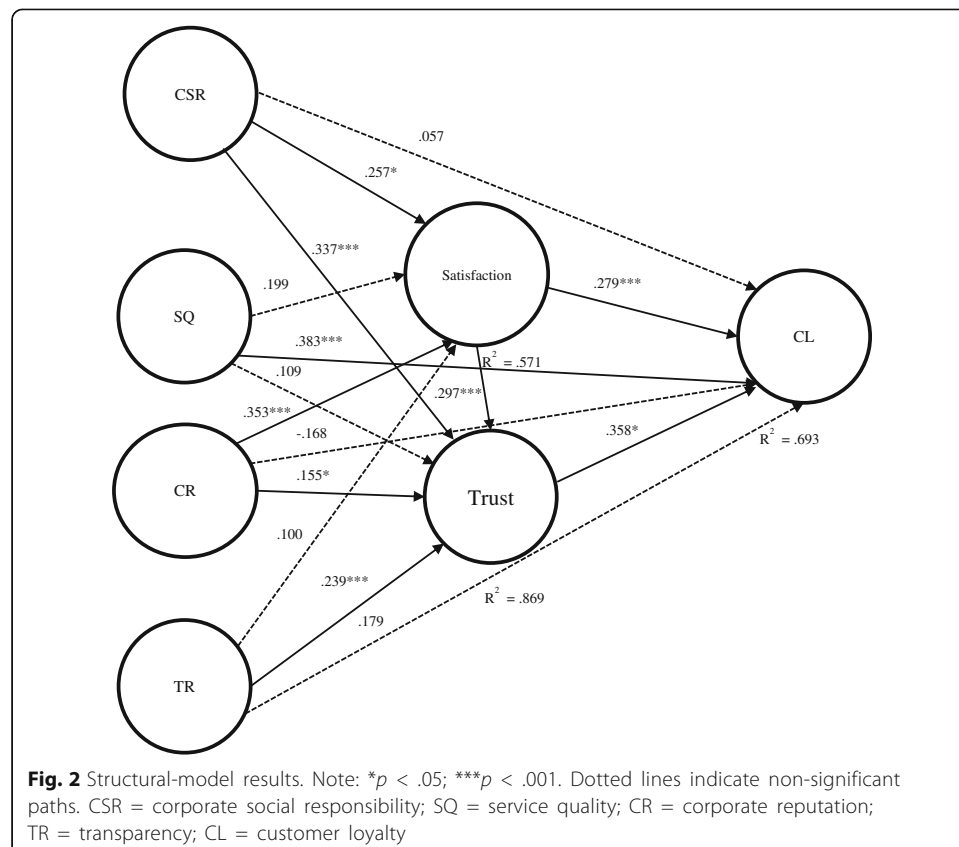 CSR
.057
.257*
.337***
Satisfaction
.199
.279***
SQ
CL
.383***
R² = .571
.109
.297***
.353***
-.168
.358*
R² = .693
.155*
CR
Trust
.100
.239***
R² = .869
.179
TR
Fig. 2 Structural-model results. Note: *p < .05; ***p < .001. Dotted lines indicate non-significant
paths. CSR = corporate social responsibility; SQ = service quality; CR = corporate reputation;
TR = transparency; CL = customer loyalty